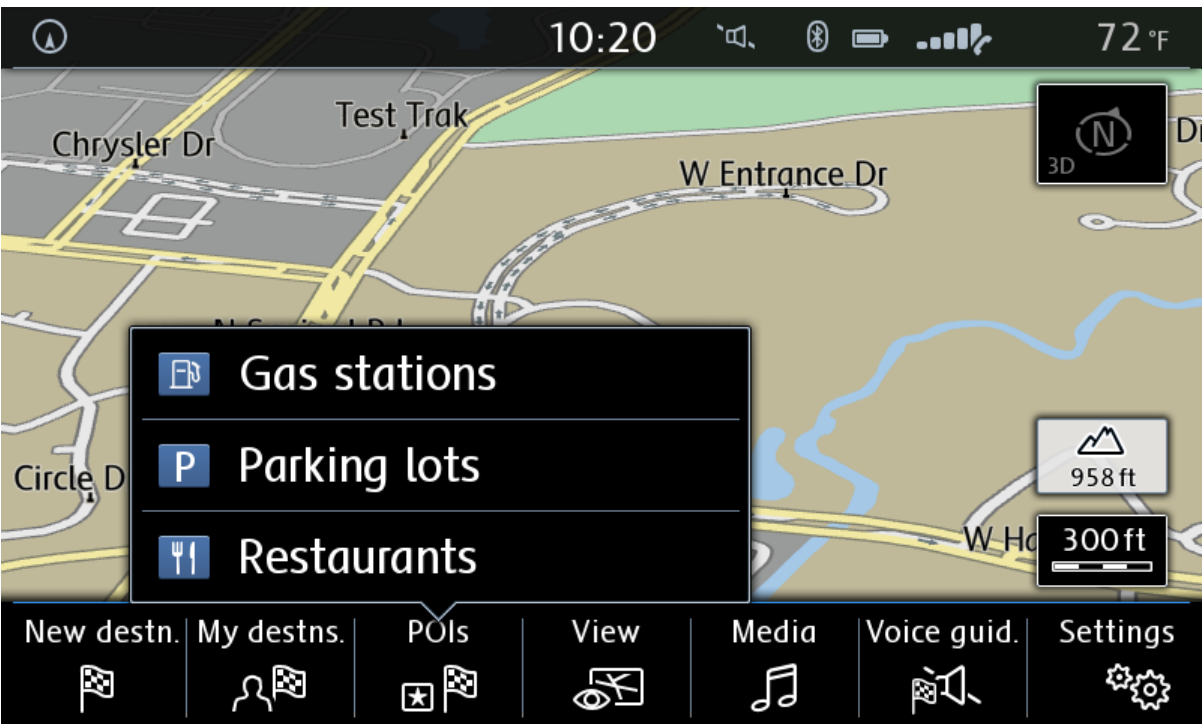 10:20
72 °F
Test Trak
Chrysler Dr
N
3D
W Entrance Dr
Gas stations
958 ft
P Parking lots
Circle D
W Ha
300 ft
Restaurants
New destn.
My destns.
POIs
View
Media
Voice guid.
Settings